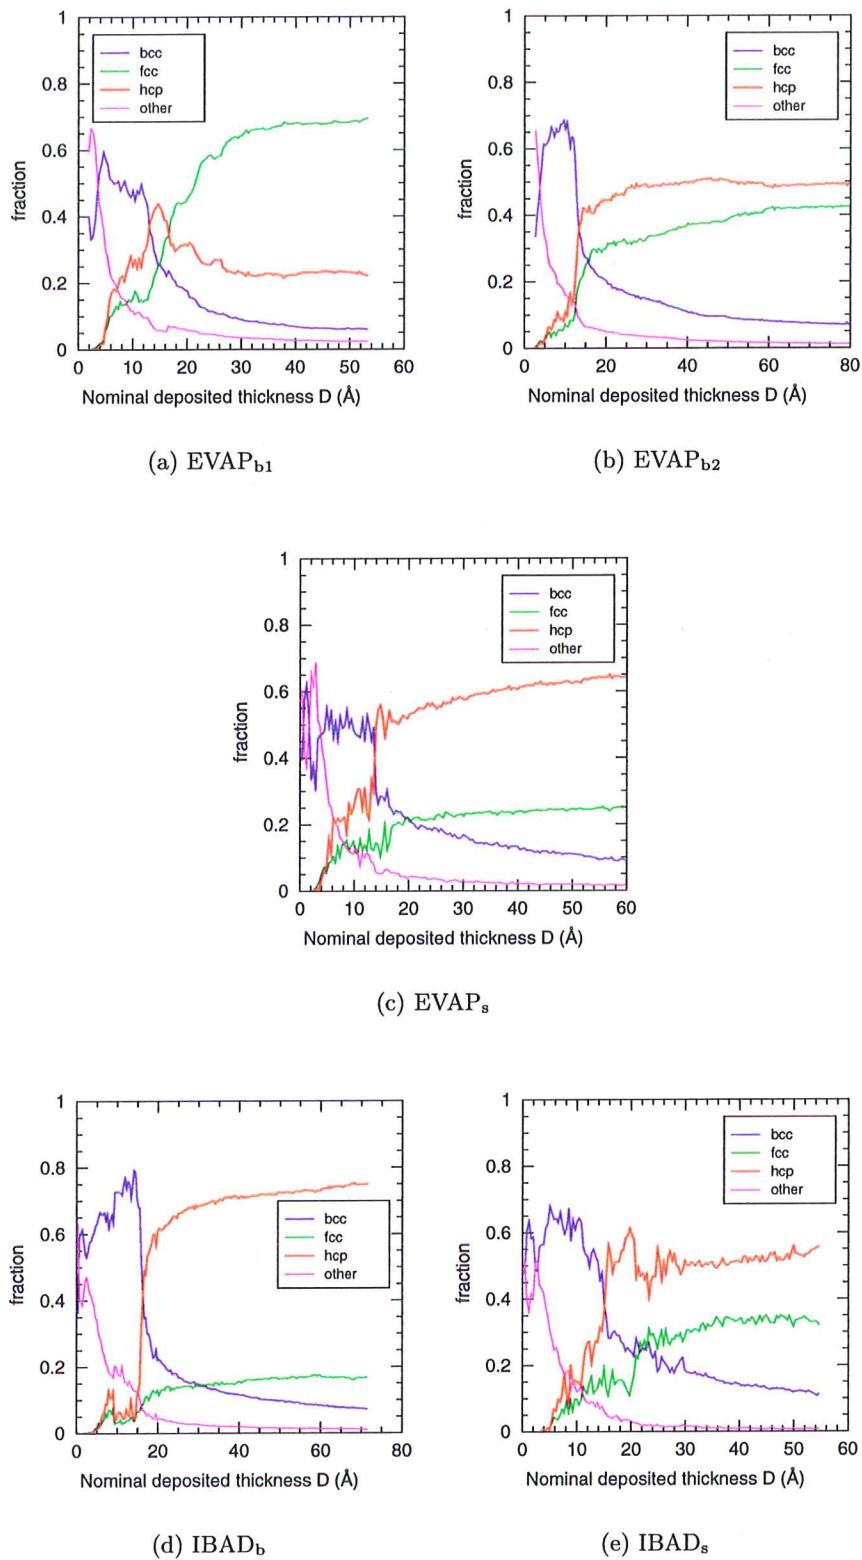 1
0.8
0.6
0.4
0.2
0
fraction
bcc
fcc
hcp
other
0 10 20 30 40 50 60
Nominal deposited thickness D (Å)
(a) EVAPb1
1
0.8
0.6
0.4
0.2
0
fraction
bcc
fcc
hcp
other
0 20 40 60 80
Nominal deposited thickness D (Å)
(b) EVAPb2
1
0.8
0.6
0.4
0.2
0
fraction
bcc
fcc
hcp
other
0 10 20 30 40 50 60
Nominal deposited thickness D (Å)
(c) EVAPs
1
0.8
0.6
0.4
0.2
0
fraction
bcc
fcc
hcp
other
0 20 40 60 80
Nominal deposited thickness D (Å)
(d) IBADb
1
0.8
0.6
0.4
0.2
0
fraction
bcc
fcc
hcp
other
0 10 20 30 40 50 60
Nominal deposited thickness D (Å)
(e) IBADs